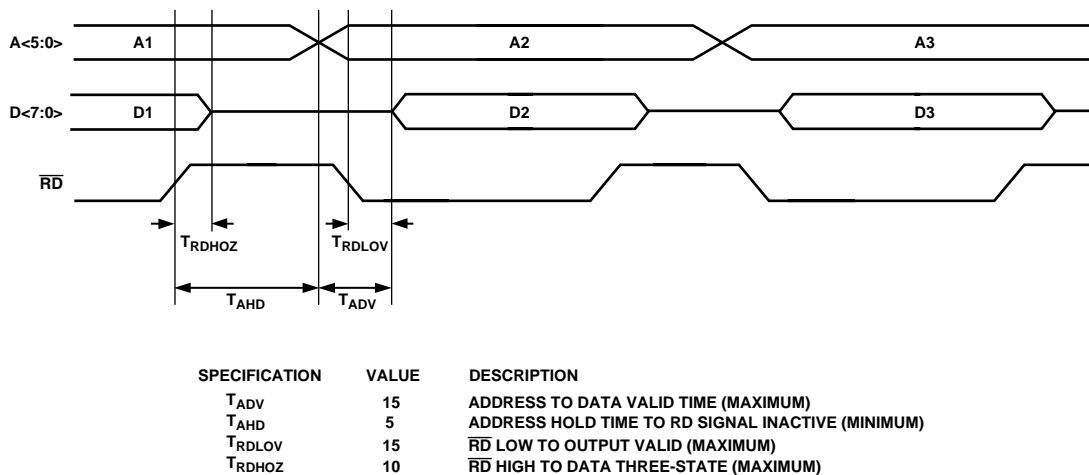 A<5:0> A1 A2 A3
D<7:0> D1 D2 D3
RD
TRDHOZ TRDLOV
TAHD TADV
SPECIFICATION VALUE DESCRIPTION
TADV 15 ADDRESS TO DATA VALID TIME (MAXIMUM)
TAHD 5 ADDRESS HOLD TIME TO RD SIGNAL INACTIVE (MINIMUM)
TRDLOV 15 RD LOW TO OUTPUT VALID (MAXIMUM)
TRDHOZ 10 RD HIGH TO DATA THREE-STATE (MAXIMUM)